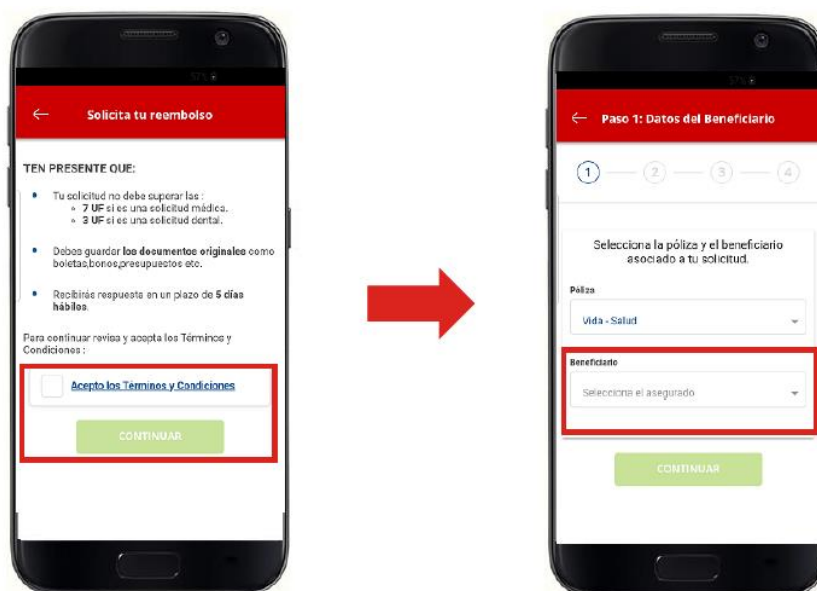 57%
Solicita tu reembolso
TEN PRESENTE QUE:
Tu solicitud no debe superar las :
7 UF si es una solicitud médica.
3 UF si es una solicitud dental.
Debes guardar los documentos originales como
boletas,bonos,presupuestos etc.
Recibirás respuesta en un plazo de 5 días
hábiles.
Para continuar revisa y acepta los Términos y
Condiciones :
Acepto los Términos y Condiciones
CONTINUAR
57%
Paso 1: Datos del Beneficiario
1 2 3 4
Selecciona la póliza y el beneficiario
asociado a tu solicitud.
Póliza
Vida - Salud
Beneficiario
Selecciona el asegurado
CONTINUAR